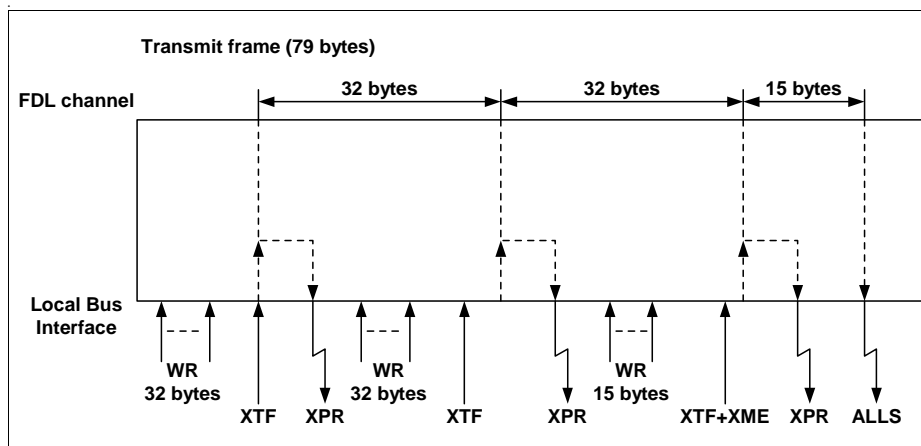 Transmit frame (79 bytes)
32 bytes
32 bytes
15 bytes
FDL channel
Local Bus
Interface
WR
32 bytes
WR
32 bytes
WR
15 bytes
XTF
XPR
XTF
XPR
XTF+XME
XPR
ALLS